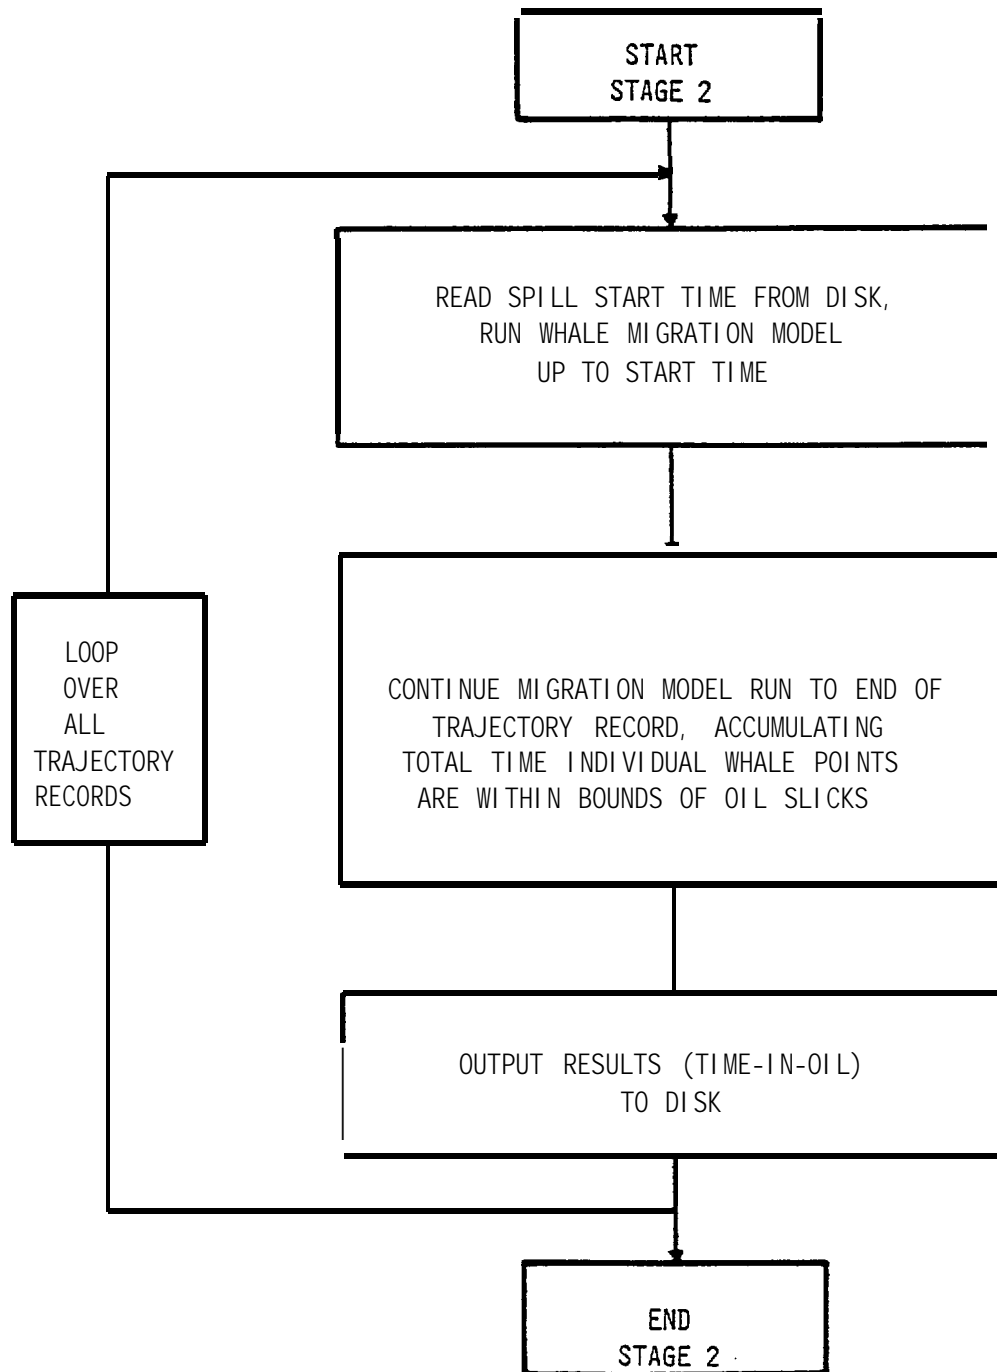 START
STAGE 2
READ SPILL START TIME FROM DISK,
RUN WHALE MIGRATION MODEL
UP TO START TIME
LOOP
OVER
ALL
TRAJECTORY
RECORDS
CONTINUE MIGRATION MODEL RUN TO END OF
TRAJECTORY RECORD, ACCUMULATING
TOTAL TIME INDIVIDUAL WHALE POINTS
ARE WITHIN BOUNDS OF OIL SLICKS
OUTPUT RESULTS (TIME-IN-OIL)
TO DISK
END
STAGE 2